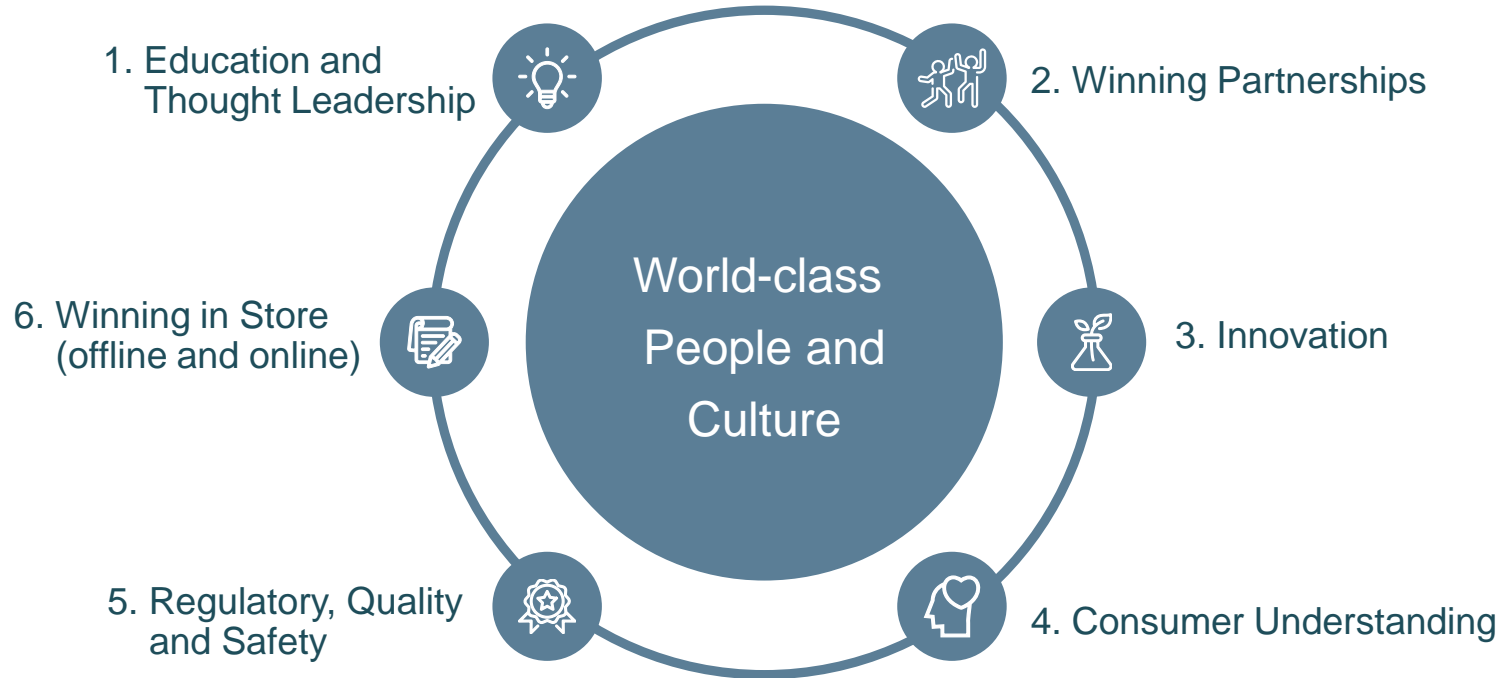 1. Education and
Thought Leadership
2. Winning Partnerships
3. Innovation
4. Consumer Understanding
5. Regulatory, Quality
and Safety
6. Winning in Store
(offline and online)
World-class
People and
Culture